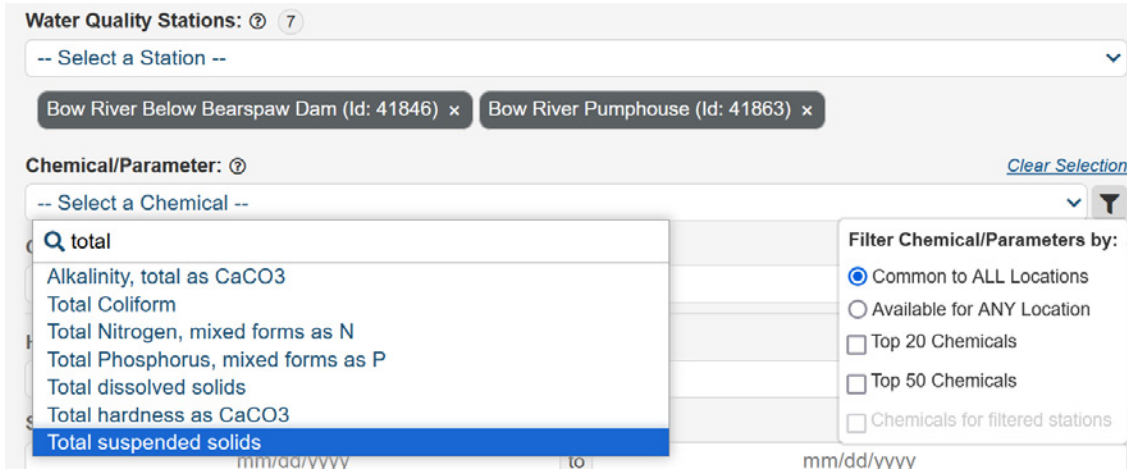 Water Quality Stations: ? 7
-- Select a Station --
Bow River Below Bearspaw Dam (Id: 41846) × Bow River Pumphouse (Id: 41863) ×
Chemical/Parameter: ? Clear Selection
-- Select a Chemical --
total
Alkalinity, total as CaCO3
Total Coliform
Total Nitrogen, mixed forms as N
Total Phosphorus, mixed forms as P
Total dissolved solids
Total hardness as CaCO3
Total suspended solids
Filter Chemical/Parameters by:
Common to ALL Locations
Available for ANY Location
Top 20 Chemicals
Top 50 Chemicals
Chemicals for filtered stations
mm/dd/yyyy to mm/dd/yyyy